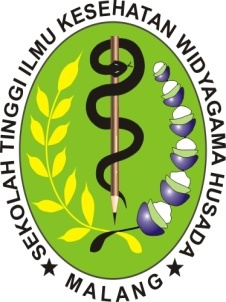 SEKOLAH TINGGI ILMU KESEHATAN WIDYAGAMA HUSADA
MALANG